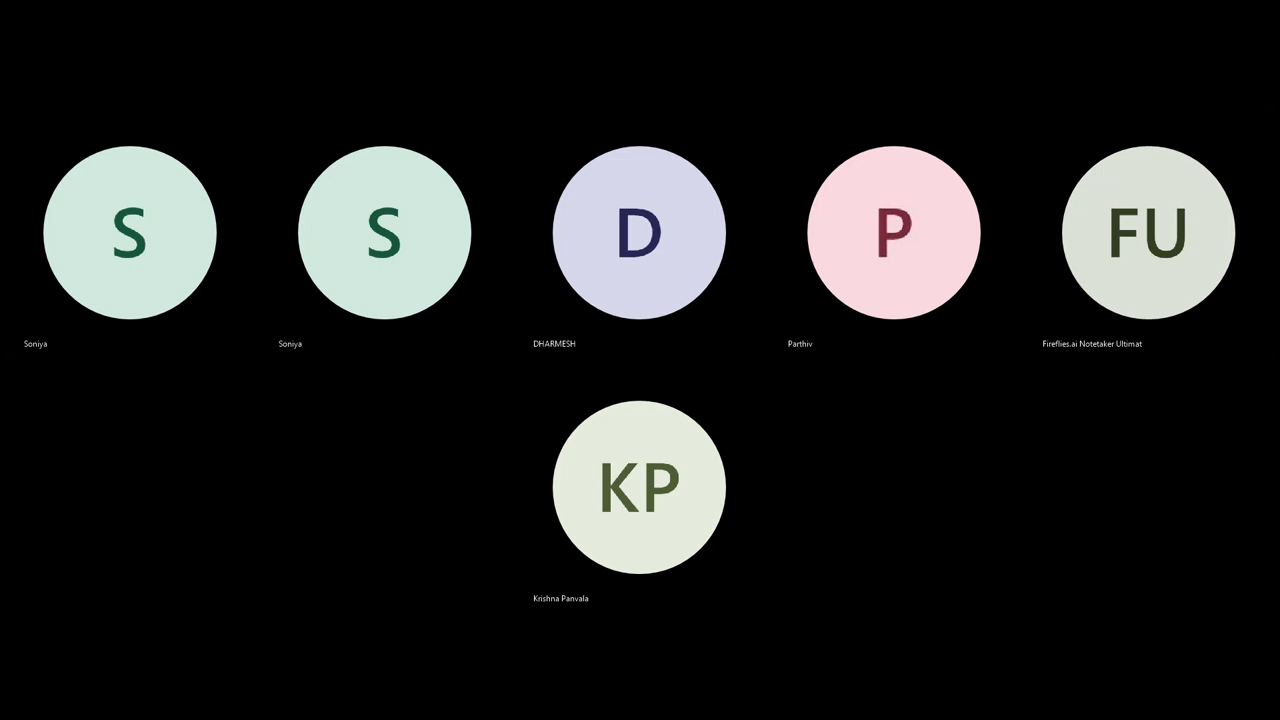 S
S
D
P
FU
Soniya
Soniya
DHARMESH
Parthiv
Fireflies.ai Notetaker Ultimat
KP
Krishna Panvala